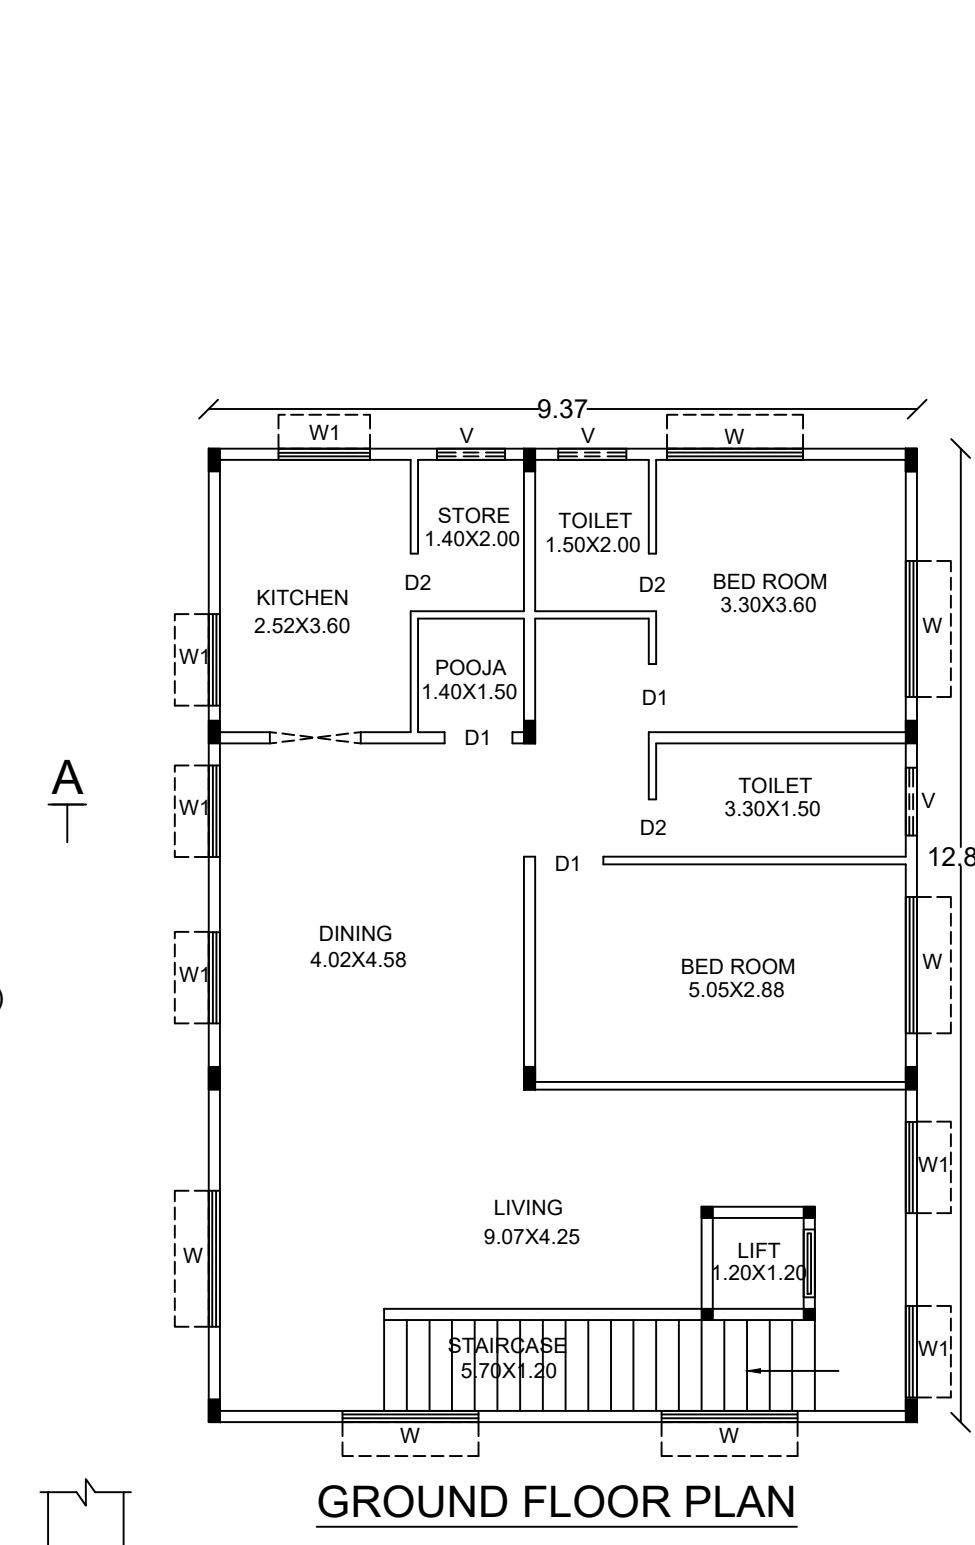 9.37
W1
V
V
W
STORE
1.40X2.00
TOILET
1.50X2.00
D2
D2
BED ROOM
3.30X3.60
KITCHEN
2.52X3.60
W
W1
POOJA
1.40X1.50
D1
D1
A
W1
TOILET
3.30X1.50
V
D2
12.8
D1
DINING
4.02X4.58
BED ROOM
5.05X2.88
W
W1
W1
LIVING
9.07X4.25
W
LIFT
1.20X1.20
STAIRCASE
5.70X1.20
W1
W
W
GROUND FLOOR PLAN